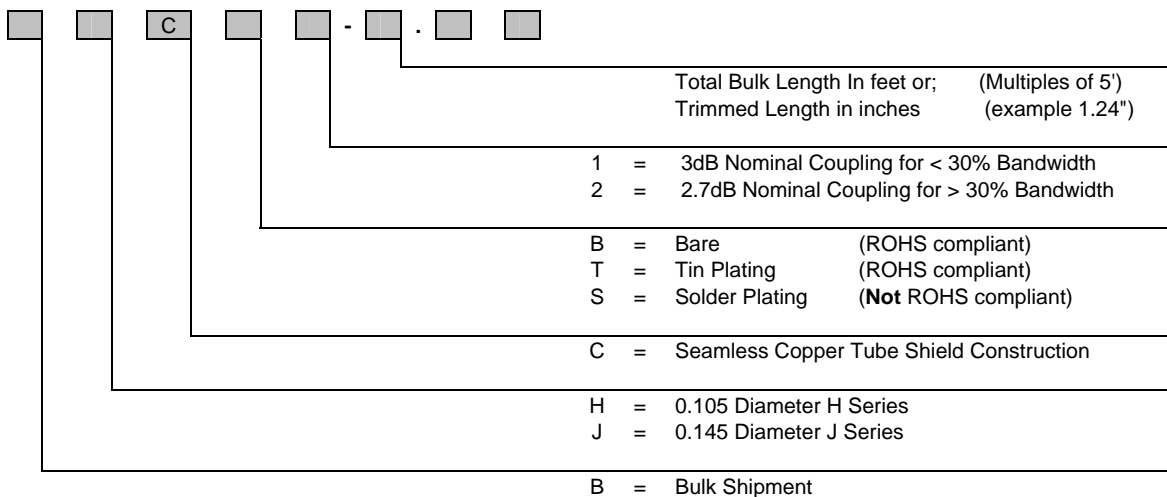 C - .
Total Bulk Length In feet or; (Multiples of 5')
Trimmed Length in inches (example 1.24")
1 = 3dB Nominal Coupling for < 30% Bandwidth
2 = 2.7dB Nominal Coupling for > 30% Bandwidth
B = Bare (ROHS compliant)
T = Tin Plating (ROHS compliant)
S = Solder Plating (Not ROHS compliant)
C = Seamless Copper Tube Shield Construction
H = 0.105 Diameter H Series
J = 0.145 Diameter J Series
B = Bulk Shipment